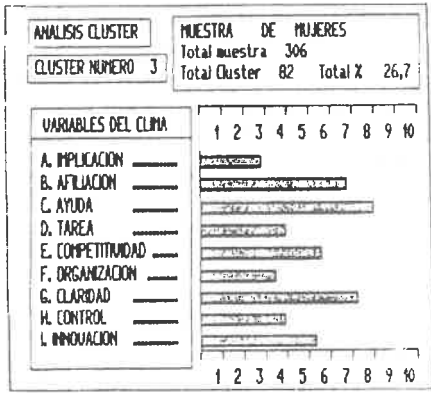 ANALISIS CLUSTER
CLUSTER NUMERO 3
MUESTRA DE MUJERES
Total muestra 306
Total Cluster 82 Total % 26,7
VARIABLES DEL CLIMA
1 2 3 4 5 6 7 8 9 10
A. IMPLICACION
B. AFILIACION
C. AYUDA
D. TAREA
E. COMPETITIVIDAD
F. ORGANIZACION
G. CLARIDAD
H. CONTROL
I. INNOVACION
1 2 3 4 5 6 7 8 9 10